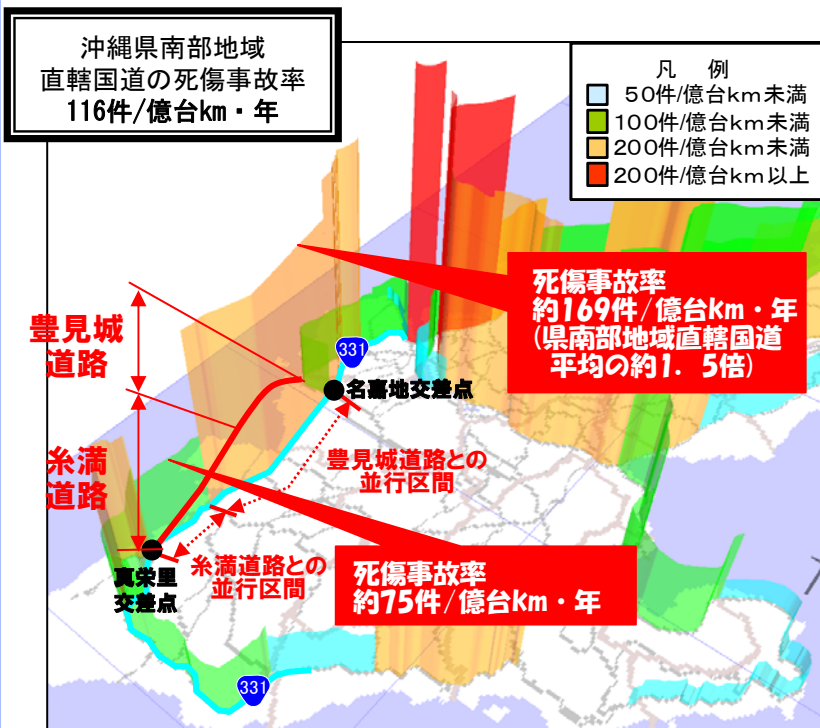 沖縄県南部地域
直轄国道の死傷事故率
116件/億台km・年
凡 例
50件/億台km未満
100件/億台km未満
200件/億台km未満
200件/億台km以上
死傷事故率
約169件/億台km・年
(県南部地域直轄国道
平均の約1．5倍)
豊見城
道路
331
名嘉地交差点
糸満
道路
豊見城道路との
並行区間
真栄里
交差点
糸満道路との
並行区間
死傷事故率
約75件/億台km・年
331